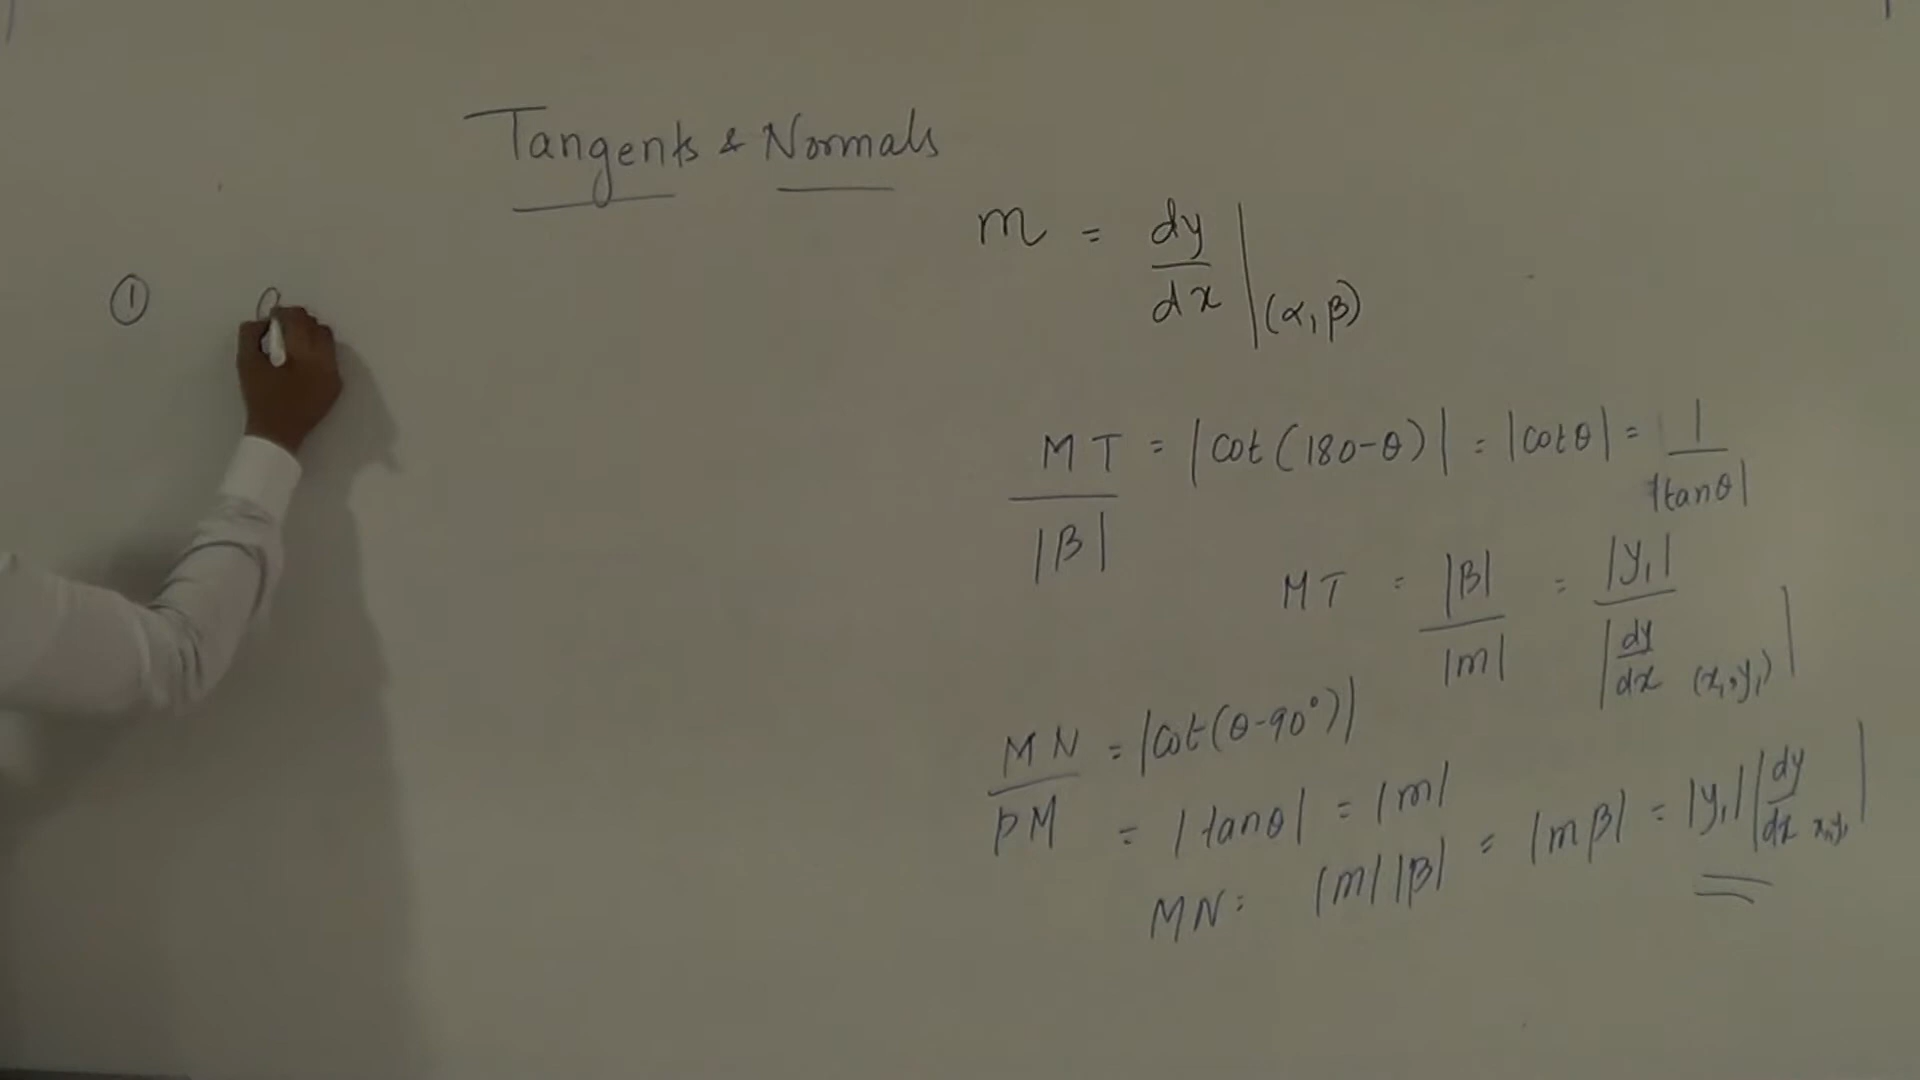 Tangents & Normals
m = dy/dx |(α, β)
①
MT/|β| = |cot(180-θ)| = |cotθ| = 1/|tanθ|
MT = |β|/|m| = |y₁|/|dy/dx (x₁, y₁)|
MN/PM = |cot(θ-90°)|
= |tanθ| = |m|
MN = |m||β| = |mβ| = |y₁||dy/dx x₁,y₁|